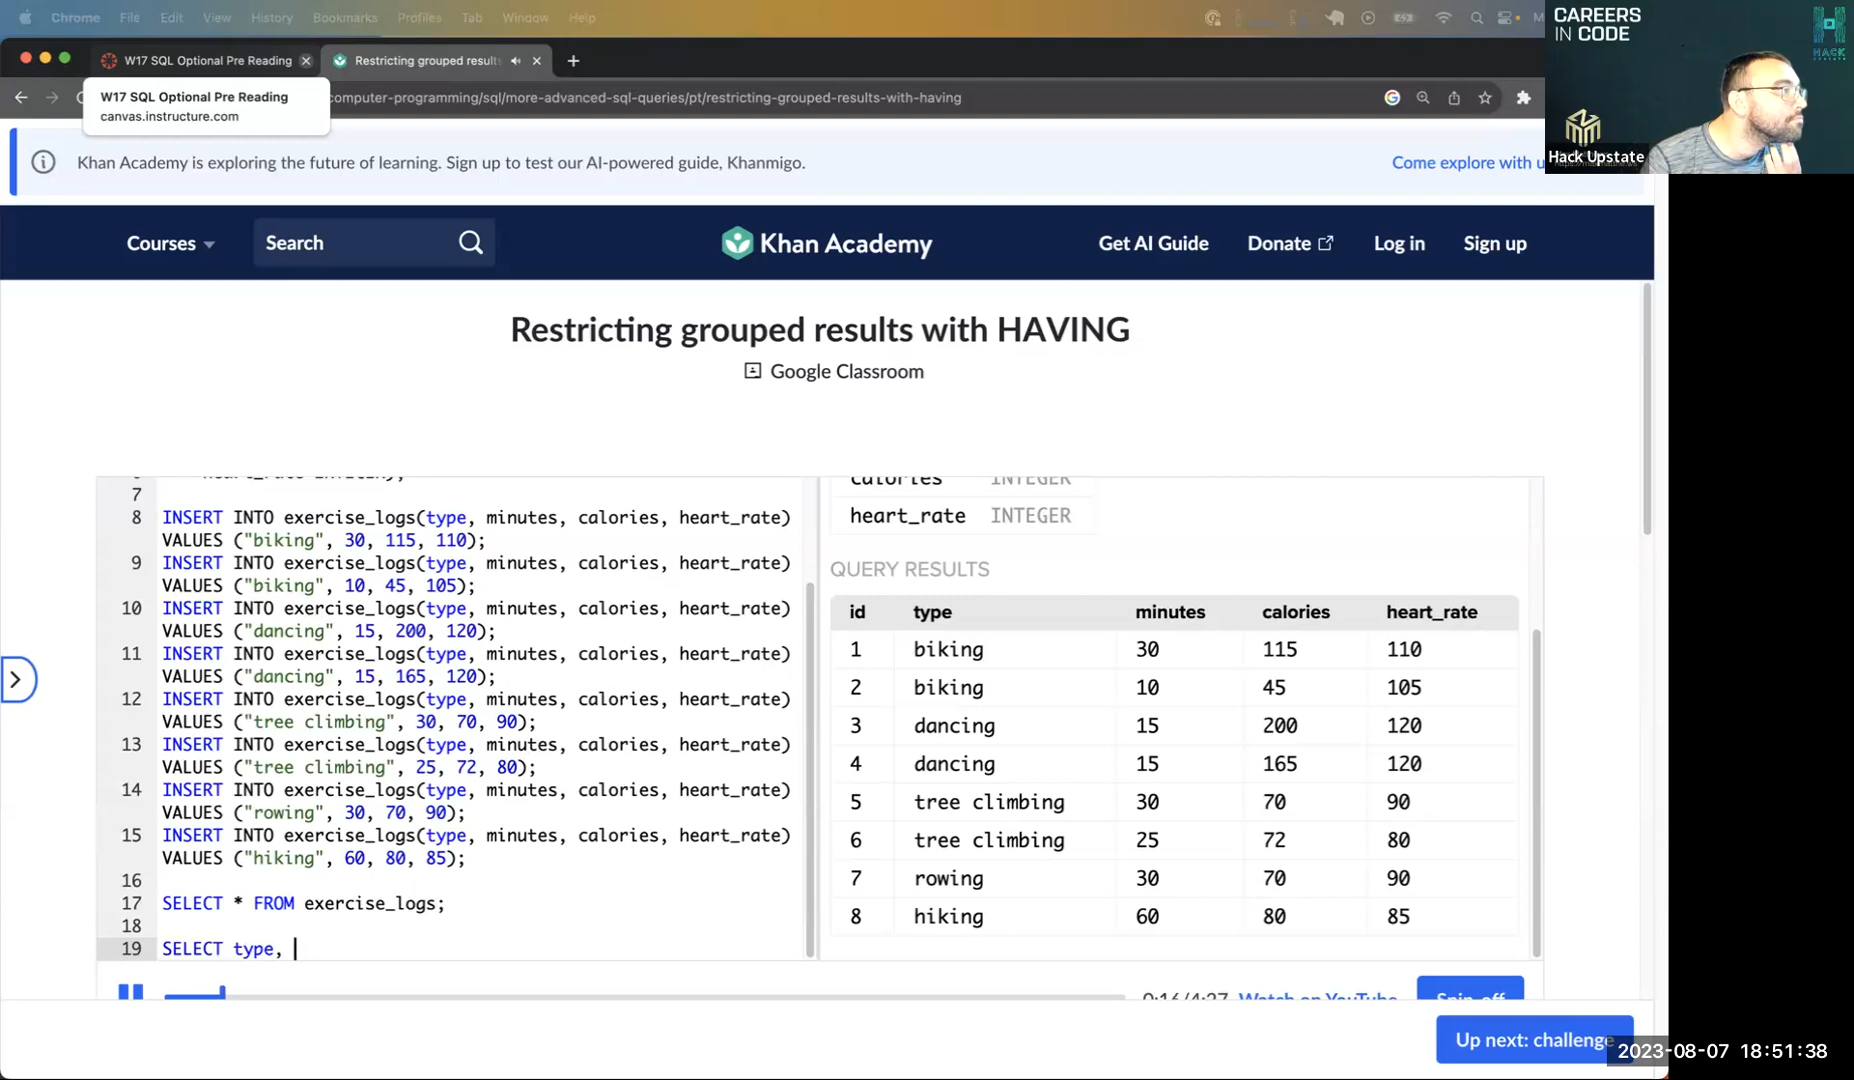 Chrome File Edit View History Bookmarks Profiles Tab Window Help
CAREERS
IN CODE
HACK
W17 SQL Optional Pre Reading
Restricting grouped result
W17 SQL Optional Pre Reading
canvas.instructure.com
computer-programming/sql/more-advanced-sql-queries/pt/restricting-grouped-results-with-having
Hack Upstate
Khan Academy is exploring the future of learning. Sign up to test our AI-powered guide, Khanmigo.
Come explore with u
Courses
Search
Khan Academy
Get AI Guide
Donate
Log in
Sign up
Restricting grouped results with HAVING
Google Classroom
7
8 INSERT INTO exercise_logs(type, minutes, calories, heart_rate)
VALUES ("biking", 30, 115, 110);
9 INSERT INTO exercise_logs(type, minutes, calories, heart_rate)
VALUES ("biking", 10, 45, 105);
10 INSERT INTO exercise_logs(type, minutes, calories, heart_rate)
VALUES ("dancing", 15, 200, 120);
11 INSERT INTO exercise_logs(type, minutes, calories, heart_rate)
VALUES ("dancing", 15, 165, 120);
12 INSERT INTO exercise_logs(type, minutes, calories, heart_rate)
VALUES ("tree climbing", 30, 70, 90);
13 INSERT INTO exercise_logs(type, minutes, calories, heart_rate)
VALUES ("tree climbing", 25, 72, 80);
14 INSERT INTO exercise_logs(type, minutes, calories, heart_rate)
VALUES ("rowing", 30, 70, 90);
15 INSERT INTO exercise_logs(type, minutes, calories, heart_rate)
VALUES ("hiking", 60, 80, 85);
16
17 SELECT * FROM exercise_logs;
18
19 SELECT type,
calories INTEGER
heart_rate INTEGER
QUERY RESULTS
id type minutes calories heart_rate
1 biking 30 115 110
2 biking 10 45 105
3 dancing 15 200 120
4 dancing 15 165 120
5 tree climbing 30 70 90
6 tree climbing 25 72 80
7 rowing 30 70 90
8 hiking 60 80 85
0:16/4:27 Watch on YouTube
Spin-off
Up next: challenge
2023-08-07 18:51:38